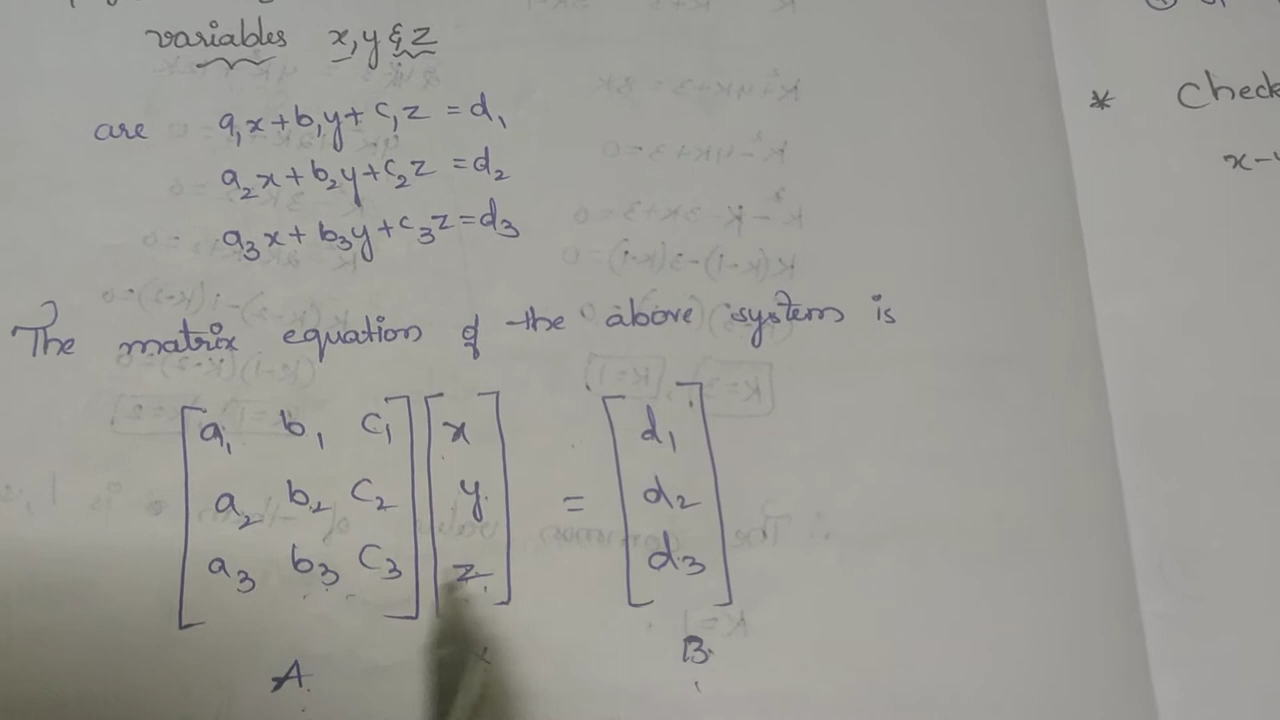 variables x, y & z
are a₁x + b₁y + c₁z = d₁
a₂x + b₂y + c₂z = d₂
a₃x + b₃y + c₃z = d₃
The matrix equation of the above system is
[a₁ b₁ c₁] [x] [d₁]
[a₂ b₂ c₂] [y] = [d₂]
[a₃ b₃ c₃] [z] [d₃]
A B
* Check
x-